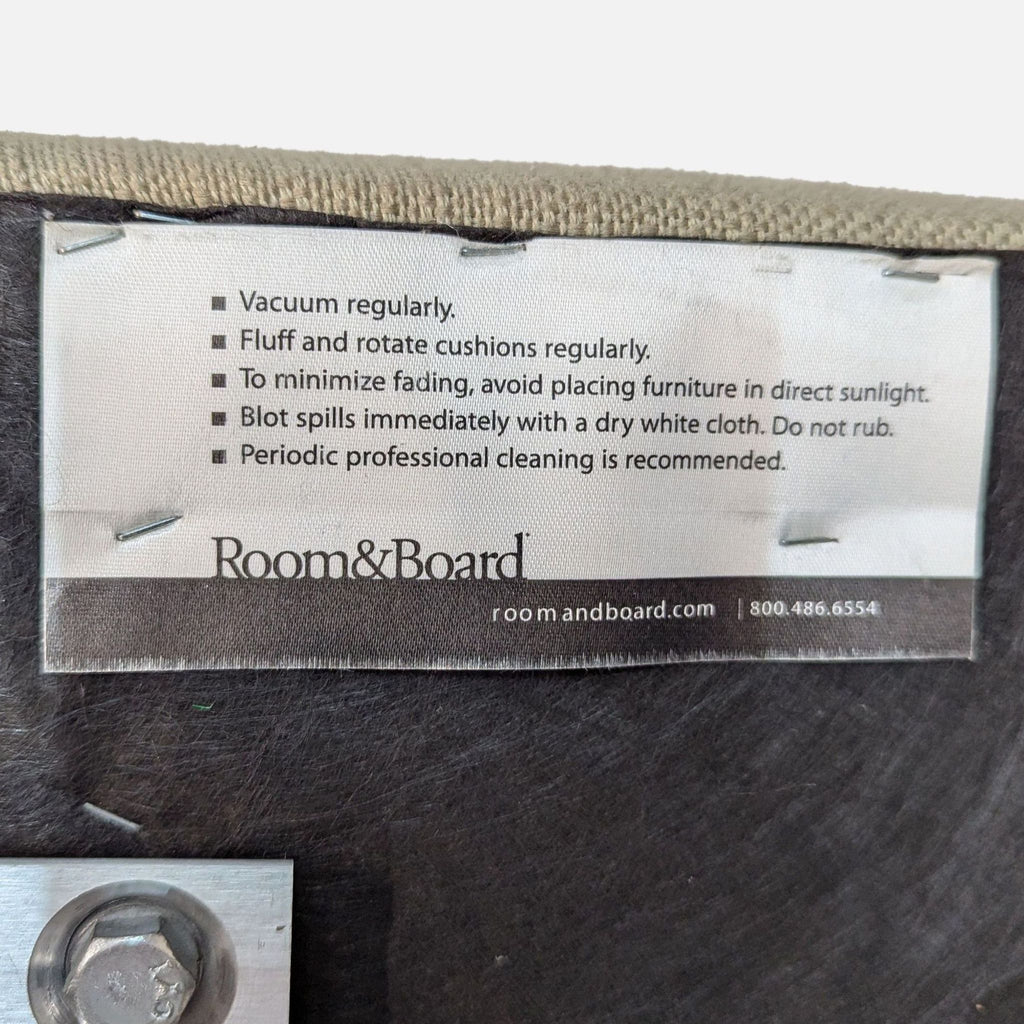 ▪ Vacuum regularly.
▪ Fluff and rotate cushions regularly.
▪ To minimize fading, avoid placing furniture in direct sunlight.
▪ Blot spills immediately with a dry white cloth. Do not rub.
▪ Periodic professional cleaning is recommended.
Room&Board
roomandboard.com | 800.486.6554